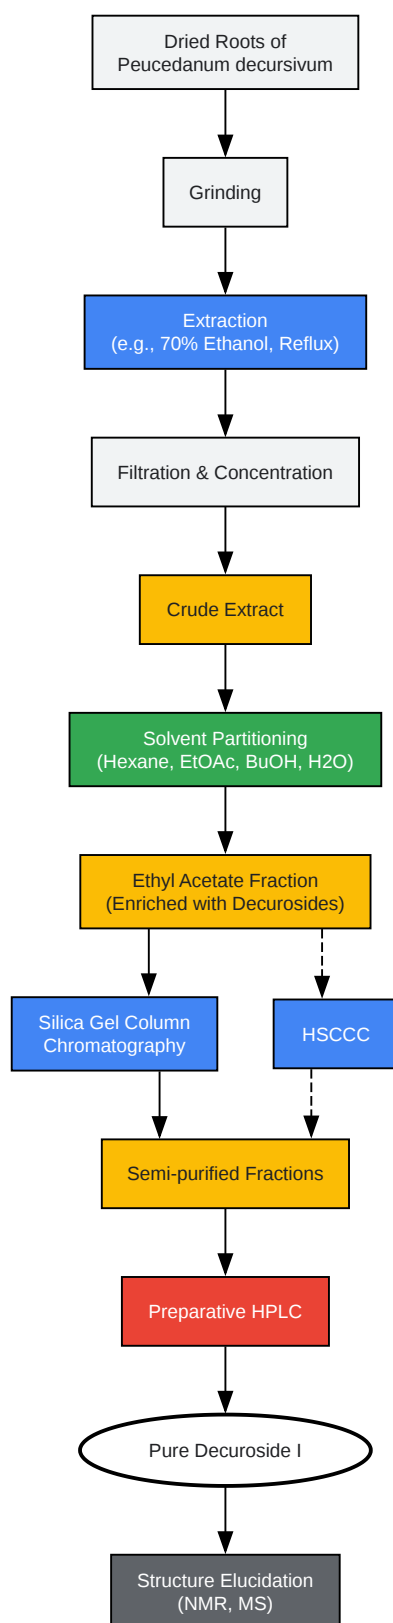 Dried Roots of
Peucedanum decursivum
Grinding
Extraction
(e.g., 70% Ethanol, Reflux)
Filtration & Concentration
Crude Extract
Solvent Partitioning
(Hexane, EtOAc, BuOH, H2O)
Ethyl Acetate Fraction
(Enriched with Decurosides)
Silica Gel Column
Chromatography
HSCCC
Semi-purified Fractions
Preparative HPLC
Pure Decuroside I
Structure Elucidation
(NMR, MS)